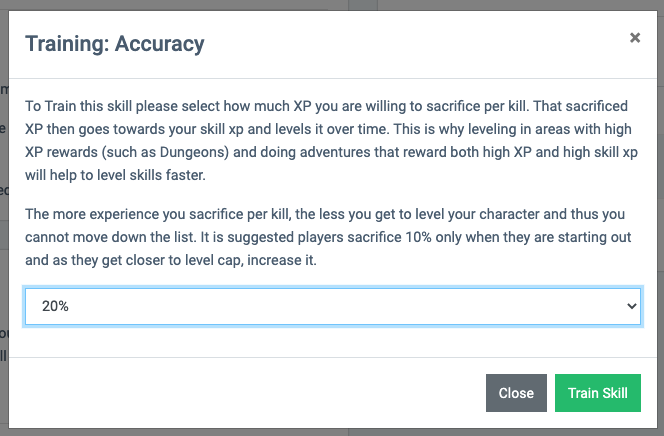 Training: Accuracy
×
To Train this skill please select how much XP you are willing to sacrifice per kill. That sacrificed
XP then goes towards your skill xp and levels it over time. This is why leveling in areas with high
XP rewards (such as Dungeons) and doing adventures that reward both high XP and high skill xp
will help to level skills faster.
The more experience you sacrifice per kill, the less you get to level your character and thus you
cannot move down the list. It is suggested players sacrifice 10% only when they are starting out
and as they get closer to level cap, increase it.
20%
Close
Train Skill